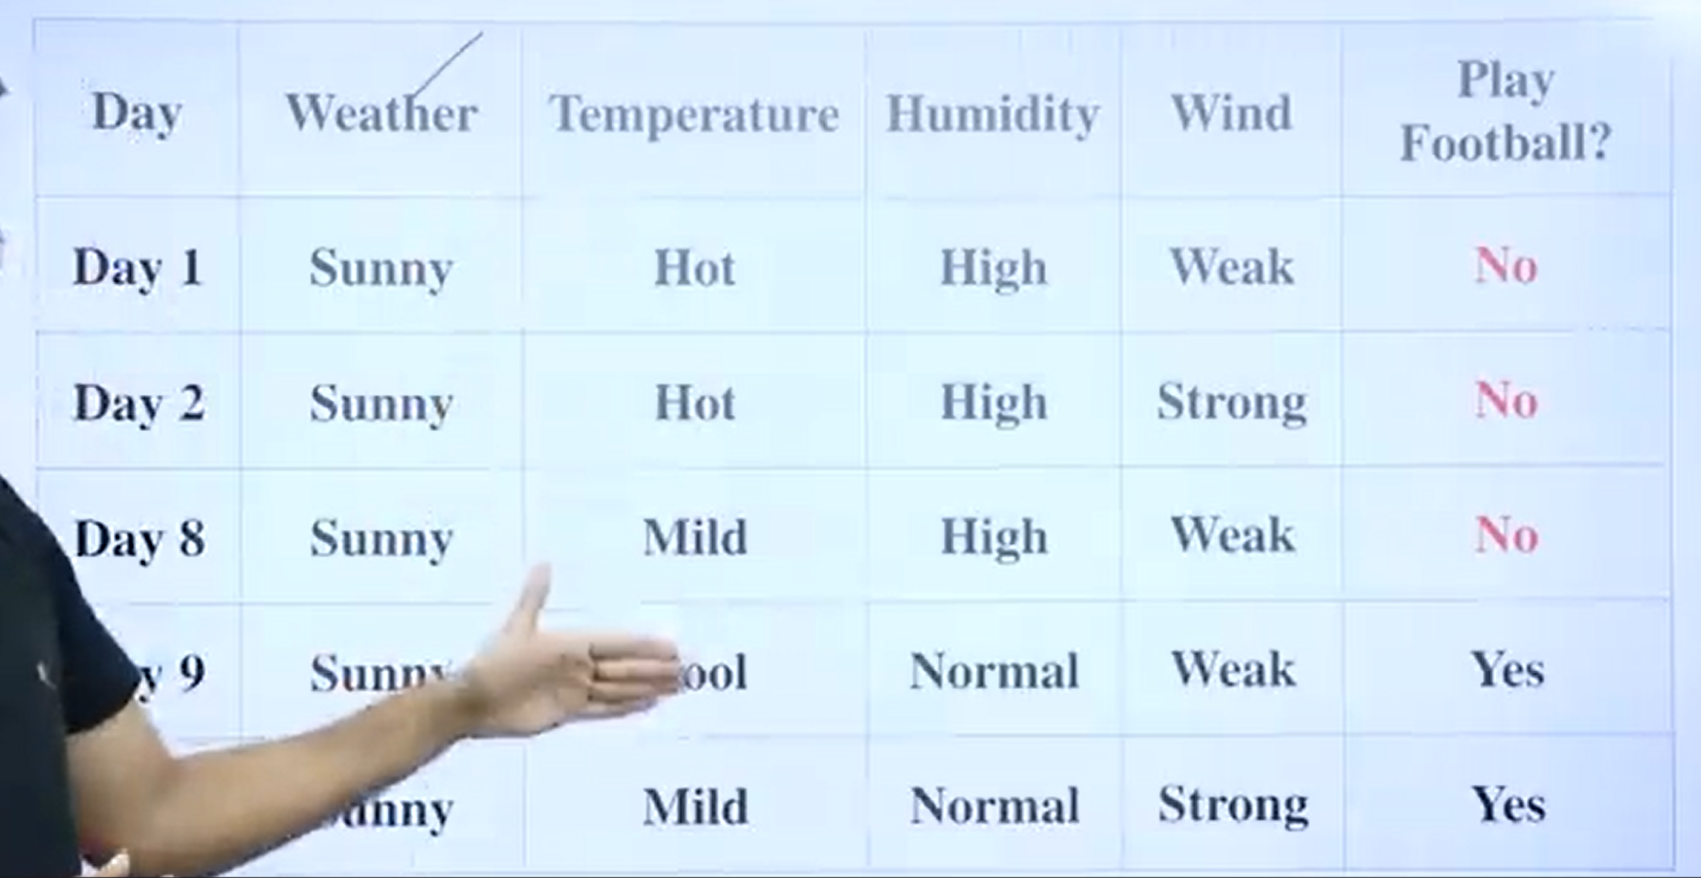 Day Weather Temperature Humidity Wind Play Football?
Day 1 Sunny Hot High Weak No
Day 2 Sunny Hot High Strong No
Day 8 Sunny Mild High Weak No
9 Normal Weak Yes
Mild Normal Strong Yes